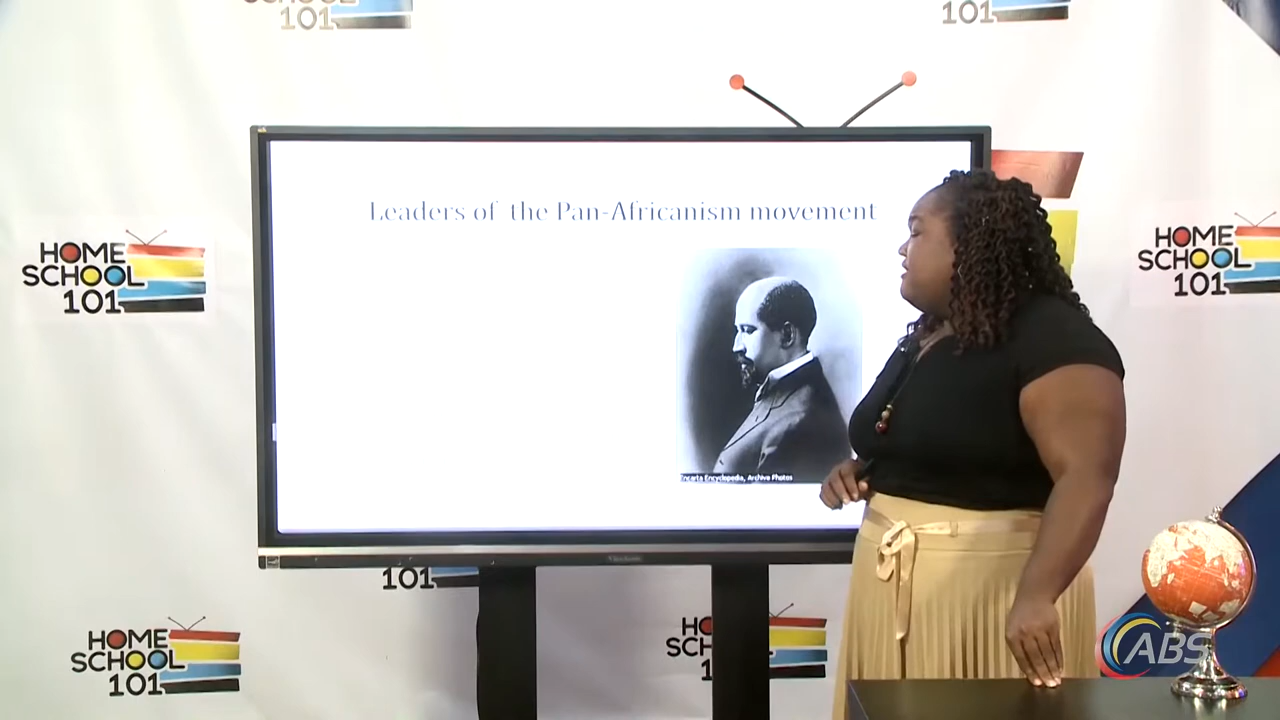 SCHOOL
101
101
Leaders of the Pan-Africanism movement
HOME
SCHOOL
101
HOME
SCHOOL
101
Encarta Encyclopedia, Archive Photos
101
HOME
SCHOOL
101
ABS